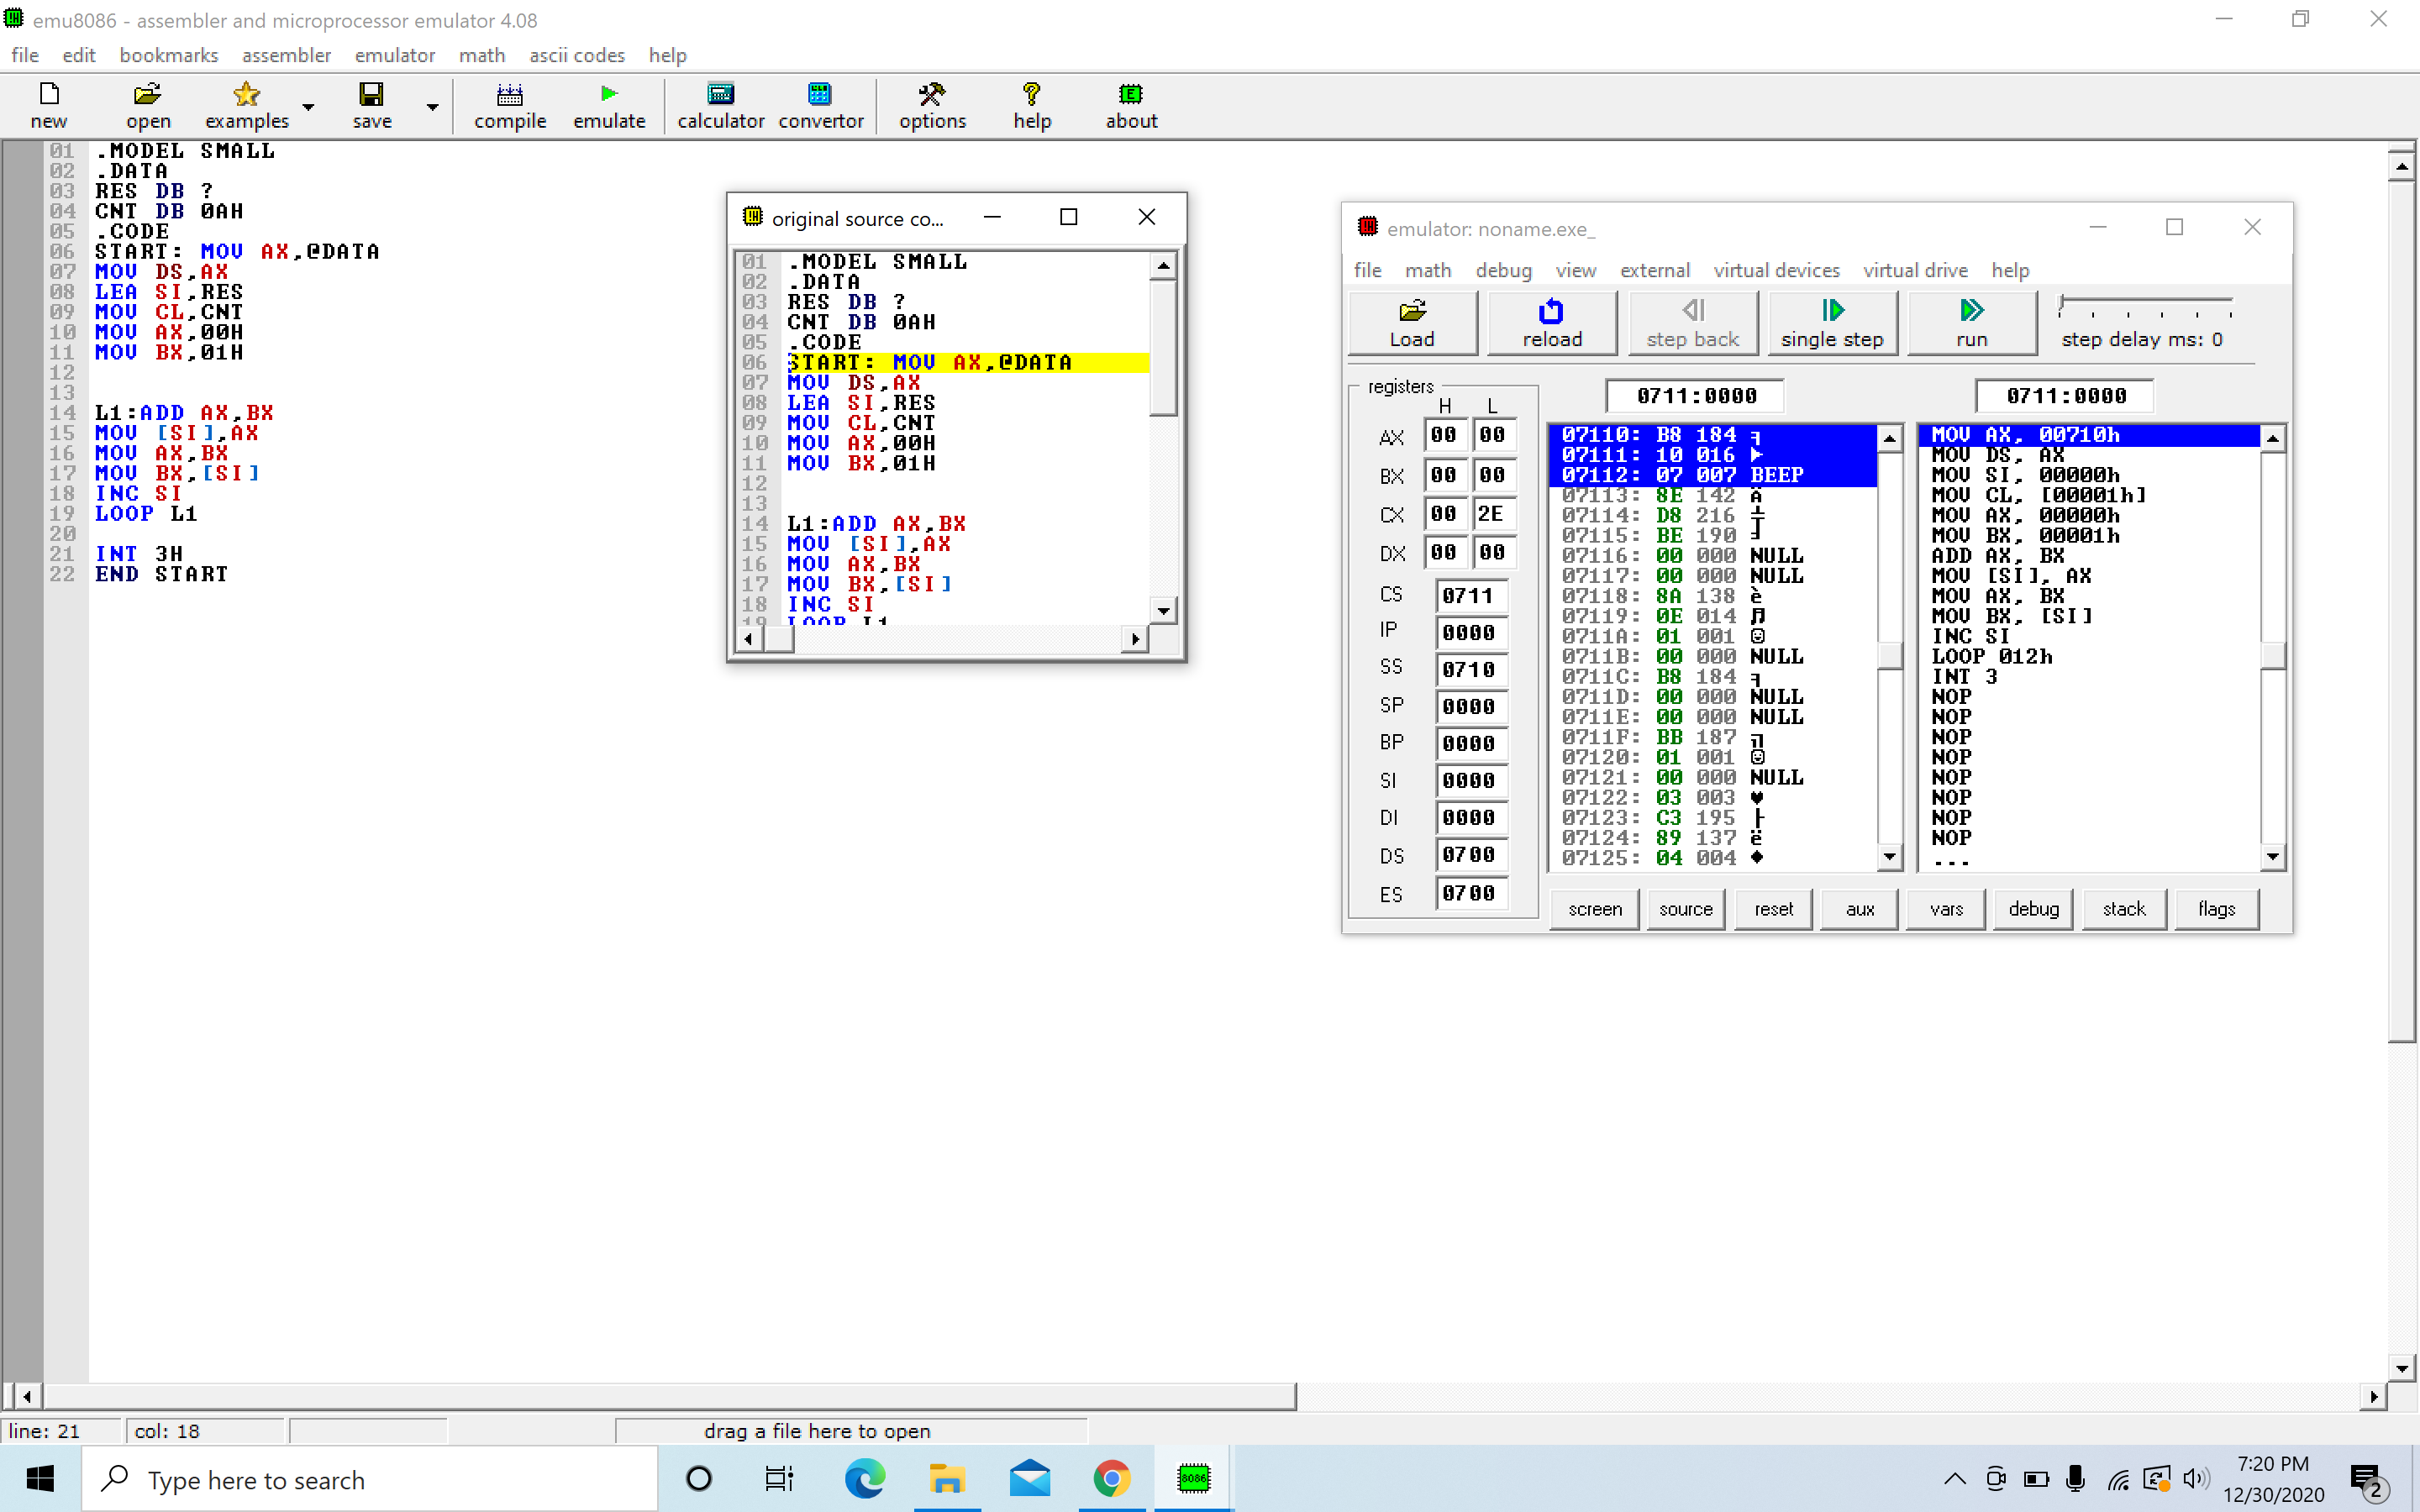 emu8086 - assembler and microprocessor emulator 4.08
file edit bookmarks assembler emulator math ascii codes help
new open examples save compile emulate calculator convertor options help about
01 .MODEL SMALL
02 .DATA
03 RES DB ?
04 CNT DB 0AH
05 .CODE
06 START: MOV AX,@DATA
07 MOV DS,AX
08 LEA SI,RES
09 MOV CL,CNT
10 MOV AX,00H
11 MOV BX,01H
12
13
14 L1:ADD AX,BX
15 MOV [SI],AX
16 MOV AX,BX
17 MOV BX,[SI]
18 INC SI
19 LOOP L1
20
21 INT 3H
22 END START
original source co...
01 .MODEL SMALL
02 .DATA
03 RES DB ?
04 CNT DB 0AH
05 .CODE
06 START: MOV AX,@DATA
07 MOV DS,AX
08 LEA SI,RES
09 MOV CL,CNT
10 MOV AX,00H
11 MOV BX,01H
12
13
14 L1:ADD AX,BX
15 MOV [SI],AX
16 MOV AX,BX
17 MOV BX,[SI]
18 INC SI
19 LOOP L1
emulator: noname.exe_
file math debug view external virtual devices virtual drive help
Load reload step back single step run step delay ms: 0
registers
H L
AX 00 00
BX 00 00
CX 00 2E
DX 00 00
CS 0711
IP 0000
SS 0710
SP 0000
BP 0000
SI 0000
DI 0000
DS 0700
ES 0700
0711:0000
07110: B8 184 ╕
07111: 10 016 ►
07112: 07 007 BEEP
07113: 8E 142 Ä
07114: D8 216 ╪
07115: BE 190 ╛
07116: 00 000 NULL
07117: 00 000 NULL
07118: 8A 138 è
07119: 0E 014 ♫
0711A: 01 001 ☺
0711B: 00 000 NULL
0711C: B8 184 ╕
0711D: 00 000 NULL
0711E: 00 000 NULL
0711F: BB 187 ╗
07120: 01 001 ☺
07121: 00 000 NULL
07122: 03 003 ♥
07123: C3 195 ├
07124: 89 137 ë
07125: 04 004 ♦
0711:0000
MOV AX, 00710h
MOV DS, AX
MOV SI, 00000h
MOV CL, [00001h]
MOV AX, 00000h
MOV BX, 00001h
ADD AX, BX
MOV [SI], AX
MOV AX, BX
MOV BX, [SI]
INC SI
LOOP 012h
INT 3
NOP
NOP
NOP
NOP
NOP
NOP
NOP
NOP
...
screen source reset aux vars debug stack flags
line: 21 col: 18 drag a file here to open
Type here to search
8086
7:20 PM
12/30/2020
2